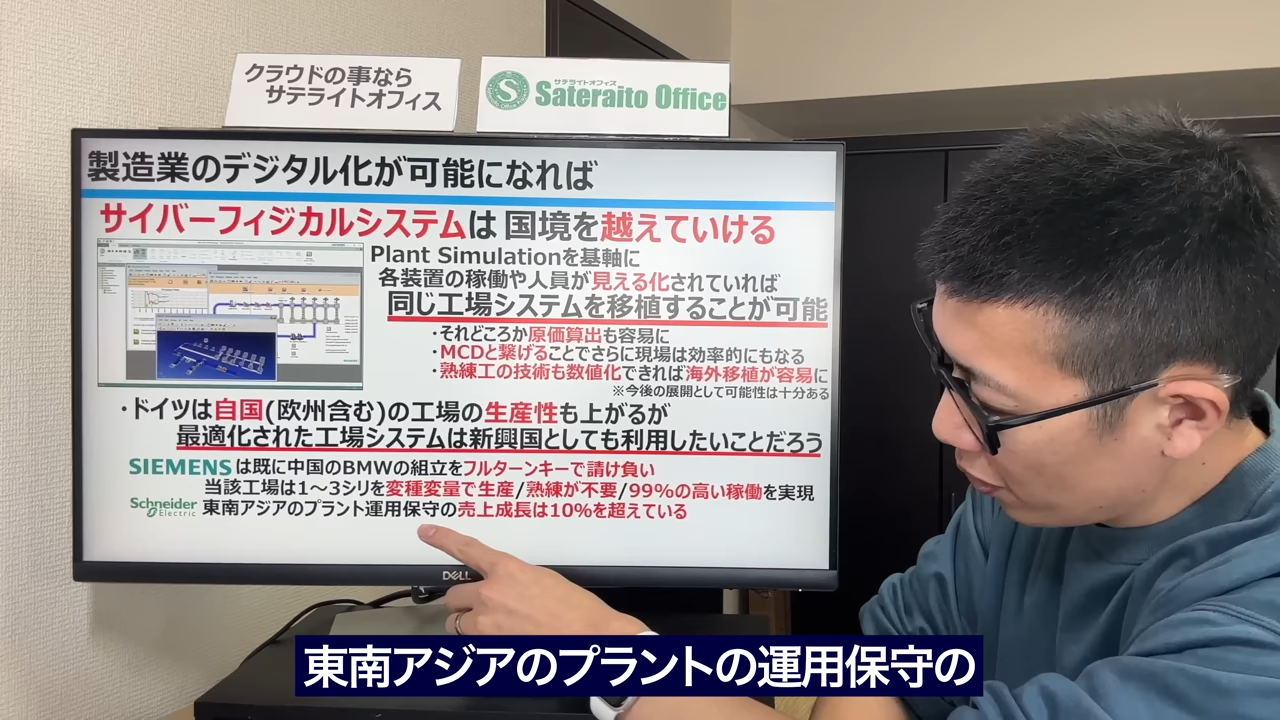 クラウドの事なら
サテライトオフィス
サテライトオフィス
Sateraito Office
製造業のデジタル化が可能になれば
サイバーフィジカルシステムは国境を越えていける
Plant Simulationを基軸に
各装置の稼働や人員が見える化されていれば
同じ工場システムを移植することが可能
・それどころか原価算出も容易に
・MCDと繋げることでさらに現場は効率的にもなる
・熟練工の技術も数値化できれば海外移植が容易に
※今後の展開として可能性は十分ある
・ドイツは自国(欧州含む)の工場の生産性も上がるが
最適化された工場システムは新興国としても利用したいことだろう
SIEMENSは既に中国のBMWの組立をフルターンキーで請け負い
当該工場は1～3シリを変種変量で生産/熟練が不要/99%の高い稼働を実現
Schneider Electric 東南アジアのプラント運用保守の売上成長は10%を超えている
DELL
東南アジアのプラントの運用保守の